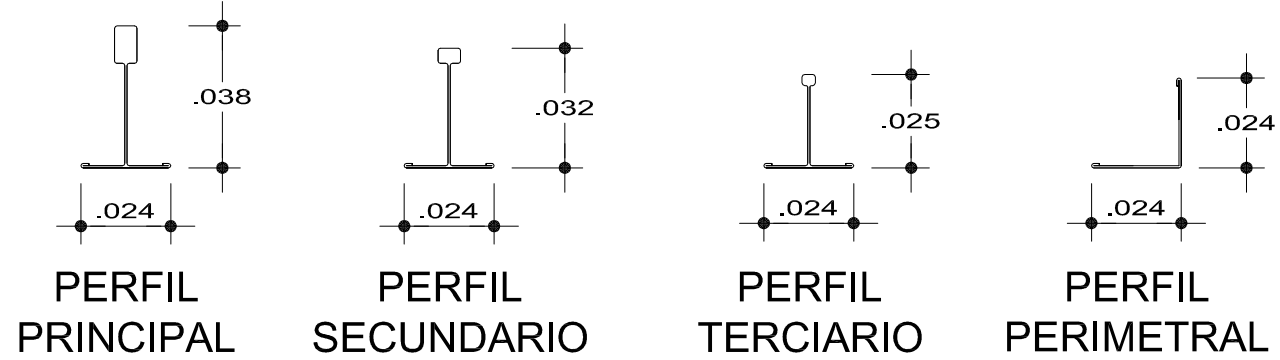 .038
.024
PERFIL
PRINCIPAL
.032
.024
PERFIL
SECUNDARIO
.025
.024
PERFIL
TERCIARIO
.024
.024
PERFIL
PERIMETRAL